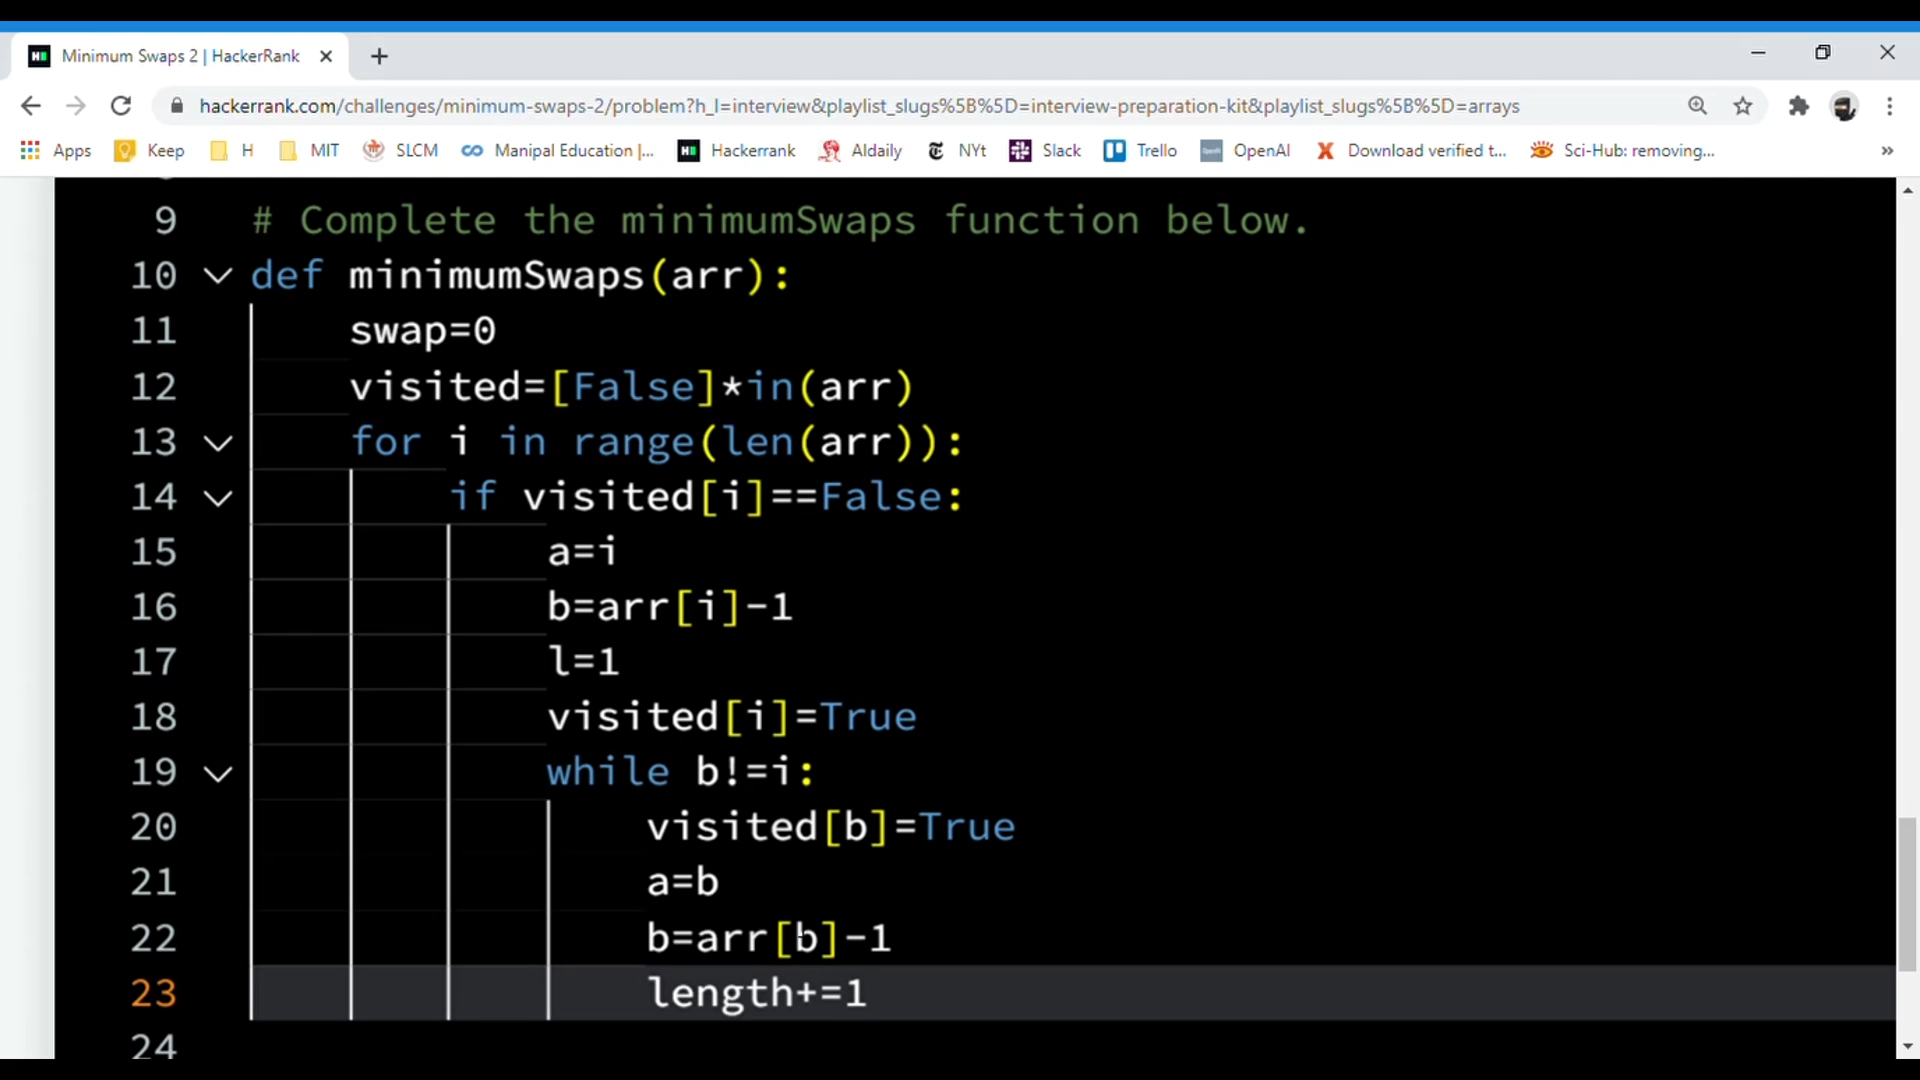 Minimum Swaps 2 | HackerRank
hackerrank.com/challenges/minimum-swaps-2/problem?h_l=interview&playlist_slugs%5B%5D=interview-preparation-kit&playlist_slugs%5B%5D=arrays
Apps Keep H MIT SLCM Manipal Education |... Hackerrank Aldaily NYt Slack Trello OpenAI Download verified t... Sci-Hub: removing... »
9 # Complete the minimumSwaps function below.
10 def minimumSwaps(arr):
11 swap=0
12 visited=[False]*in(arr)
13 for i in range(len(arr)):
14 if visited[i]==False:
15 a=i
16 b=arr[i]-1
17 l=1
18 visited[i]=True
19 while b!=i:
20 visited[b]=True
21 a=b
22 b=arr[b]-1
23 length+=1
24